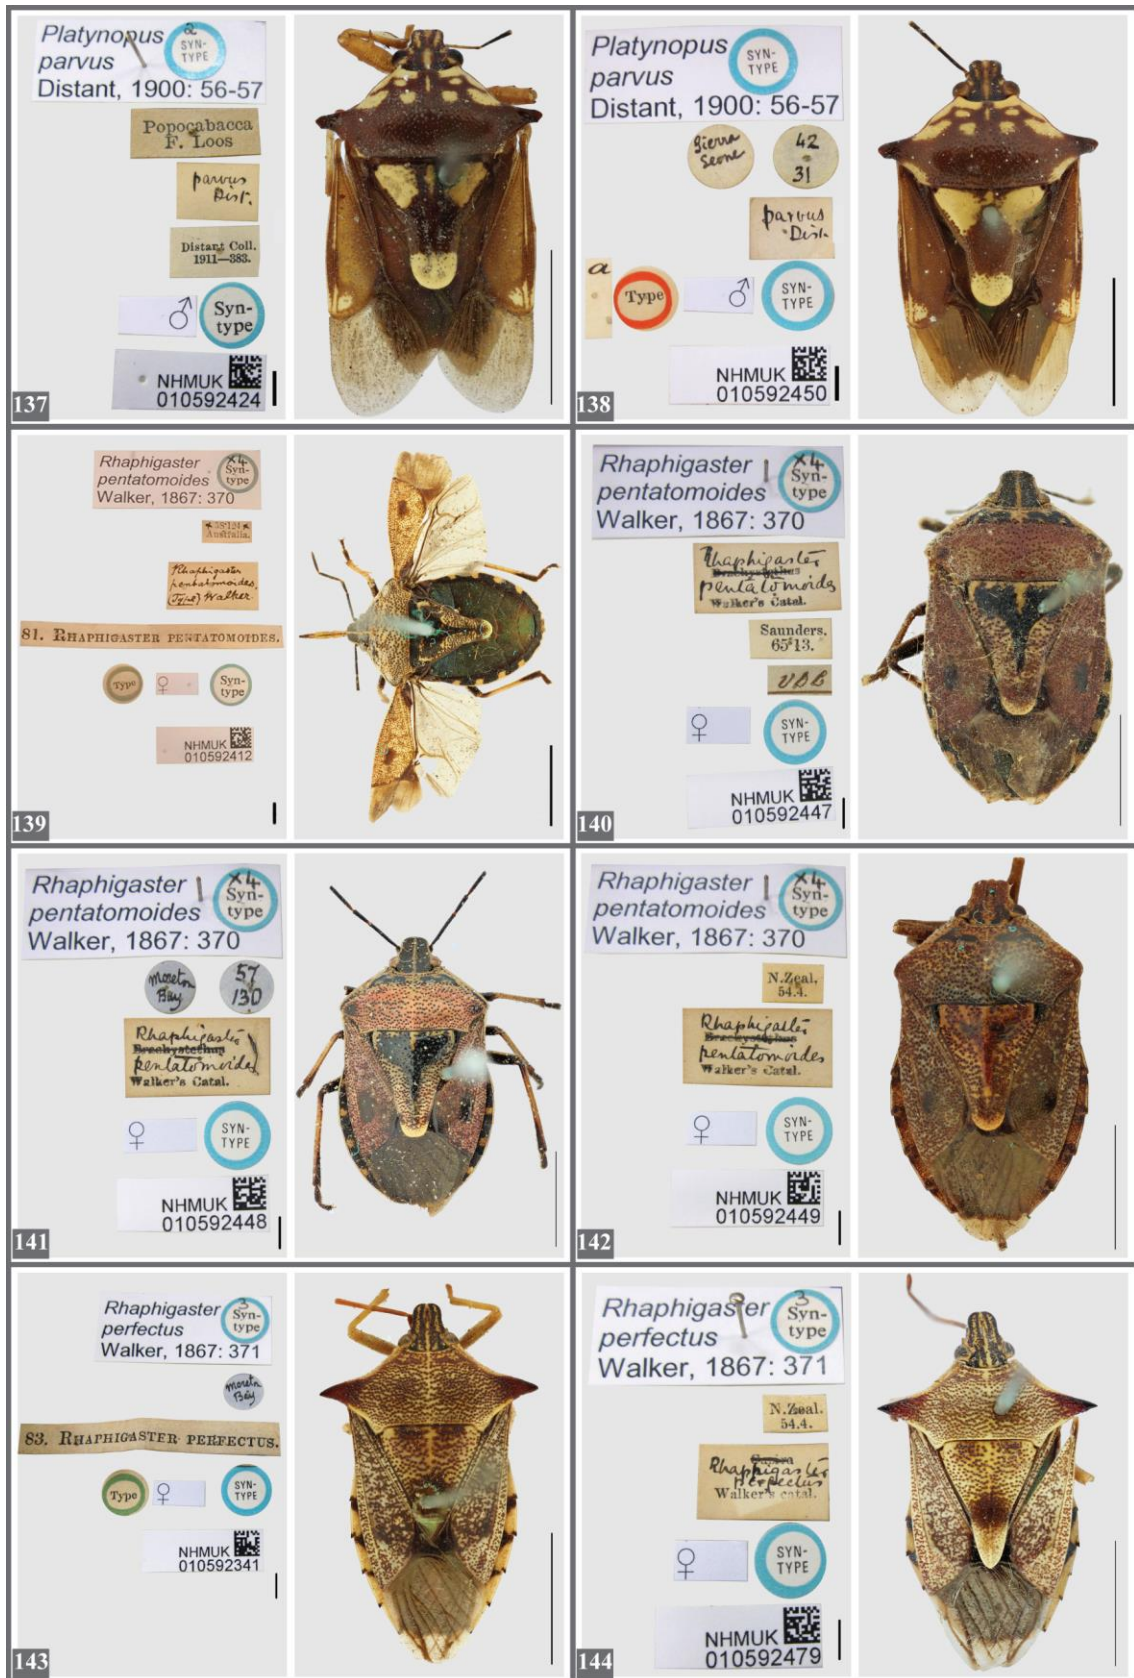 Platynopus
parvus
Distant, 1900: 56-57
2
SYN-
TYPE
Popocabacca
F. Loos
parvus
Dist.
Distant Coll.
1911—383.
♂
Syn-
type
NHMUK
010592424
137
Platynopus
parvus
Distant, 1900: 56-57
SYN-
TYPE
Sierra
Leone
42
31
parvus
Dist.
a
Type
♂
SYN-
TYPE
NHMUK
010592450
138
Rhaphigaster
pentatomoides
Walker, 1867: 370
x4
Syn-
type
58·124
Australia.
Rhaphigaster
pentatomoides,
(Type) Walker
81. RHAPHIGASTER PENTATOMOIDES.
Type
♀
Syn-
type
NHMUK
010592412
139
Rhaphigaster
pentatomoides
Walker, 1867: 370
x4
Syn-
type
Rhaphigaster
Brachystethus
pentatomoides
Walker's Catal.
Saunders.
65·13.
♀
SYN-
TYPE
NHMUK
010592447
140
Rhaphigaster
pentatomoides
Walker, 1867: 370
x4
Syn-
type
Moreton
Bay
57
130
Rhaphigaster
Brachystethus
pentatomoides
Walker's Catal.
♀
SYN-
TYPE
NHMUK
010592448
141
Rhaphigaster
pentatomoides
Walker, 1867: 370
x4
Syn-
type
N. Zeal.
54.4.
Rhaphigaster
Brachystethus
pentatomoides
Walker's Catal.
♀
SYN-
TYPE
NHMUK
010592449
142
Rhaphigaster
perfectus
Walker, 1867: 371
3
Syn-
type
Moreton
Bay
83. RHAPHIGASTER PERFECTUS.
Type
♀
SYN-
TYPE
NHMUK
010592341
143
Rhaphigaster
perfectus
Walker, 1867: 371
3
Syn-
type
N. Zeal.
54.4.
Rhaphigaster
perfectus
Walker's catal.
♀
SYN-
TYPE
NHMUK
010592479
144